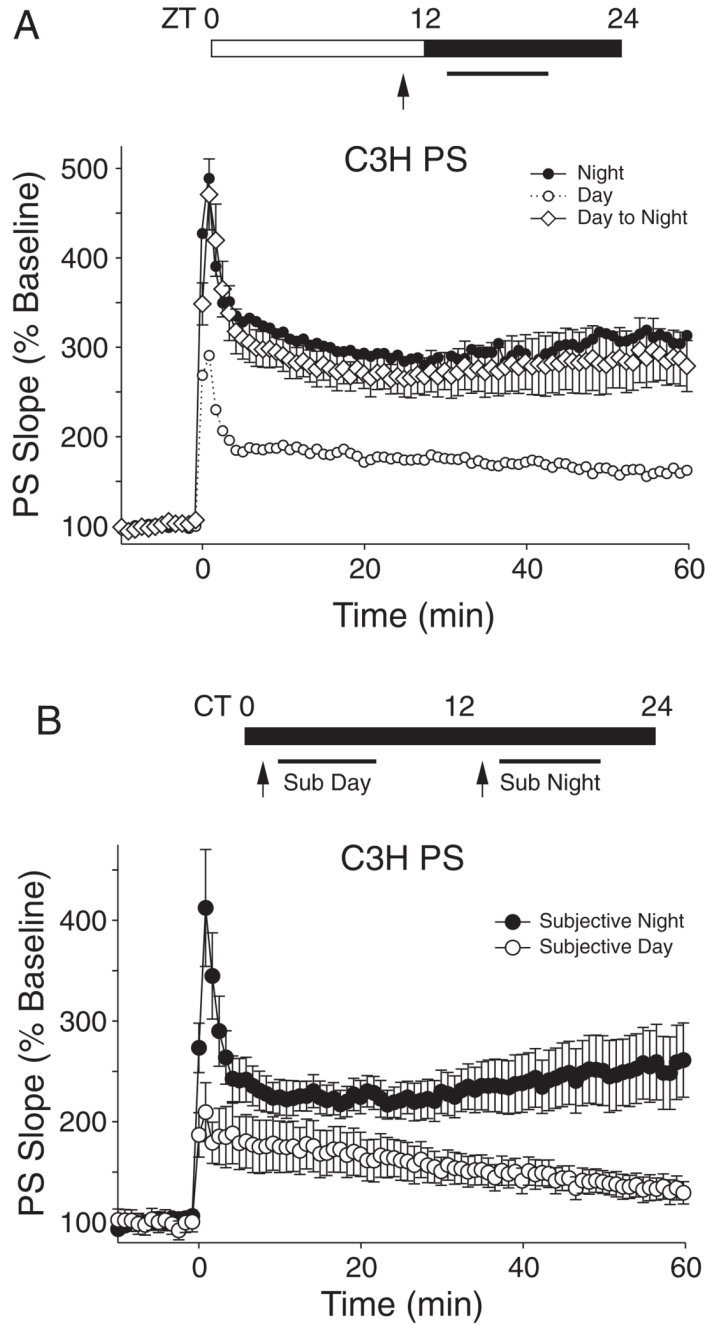 A
ZT 0 12 24
C3H PS
Night
Day
Day to Night
PS Slope (% Baseline)
500
400
300
200
100
0 20 40 60
Time (min)
B
CT 0 12 24
Sub Day Sub Night
C3H PS
Subjective Night
Subjective Day
PS Slope (% Baseline)
400
300
200
100
0 20 40 60
Time (min)